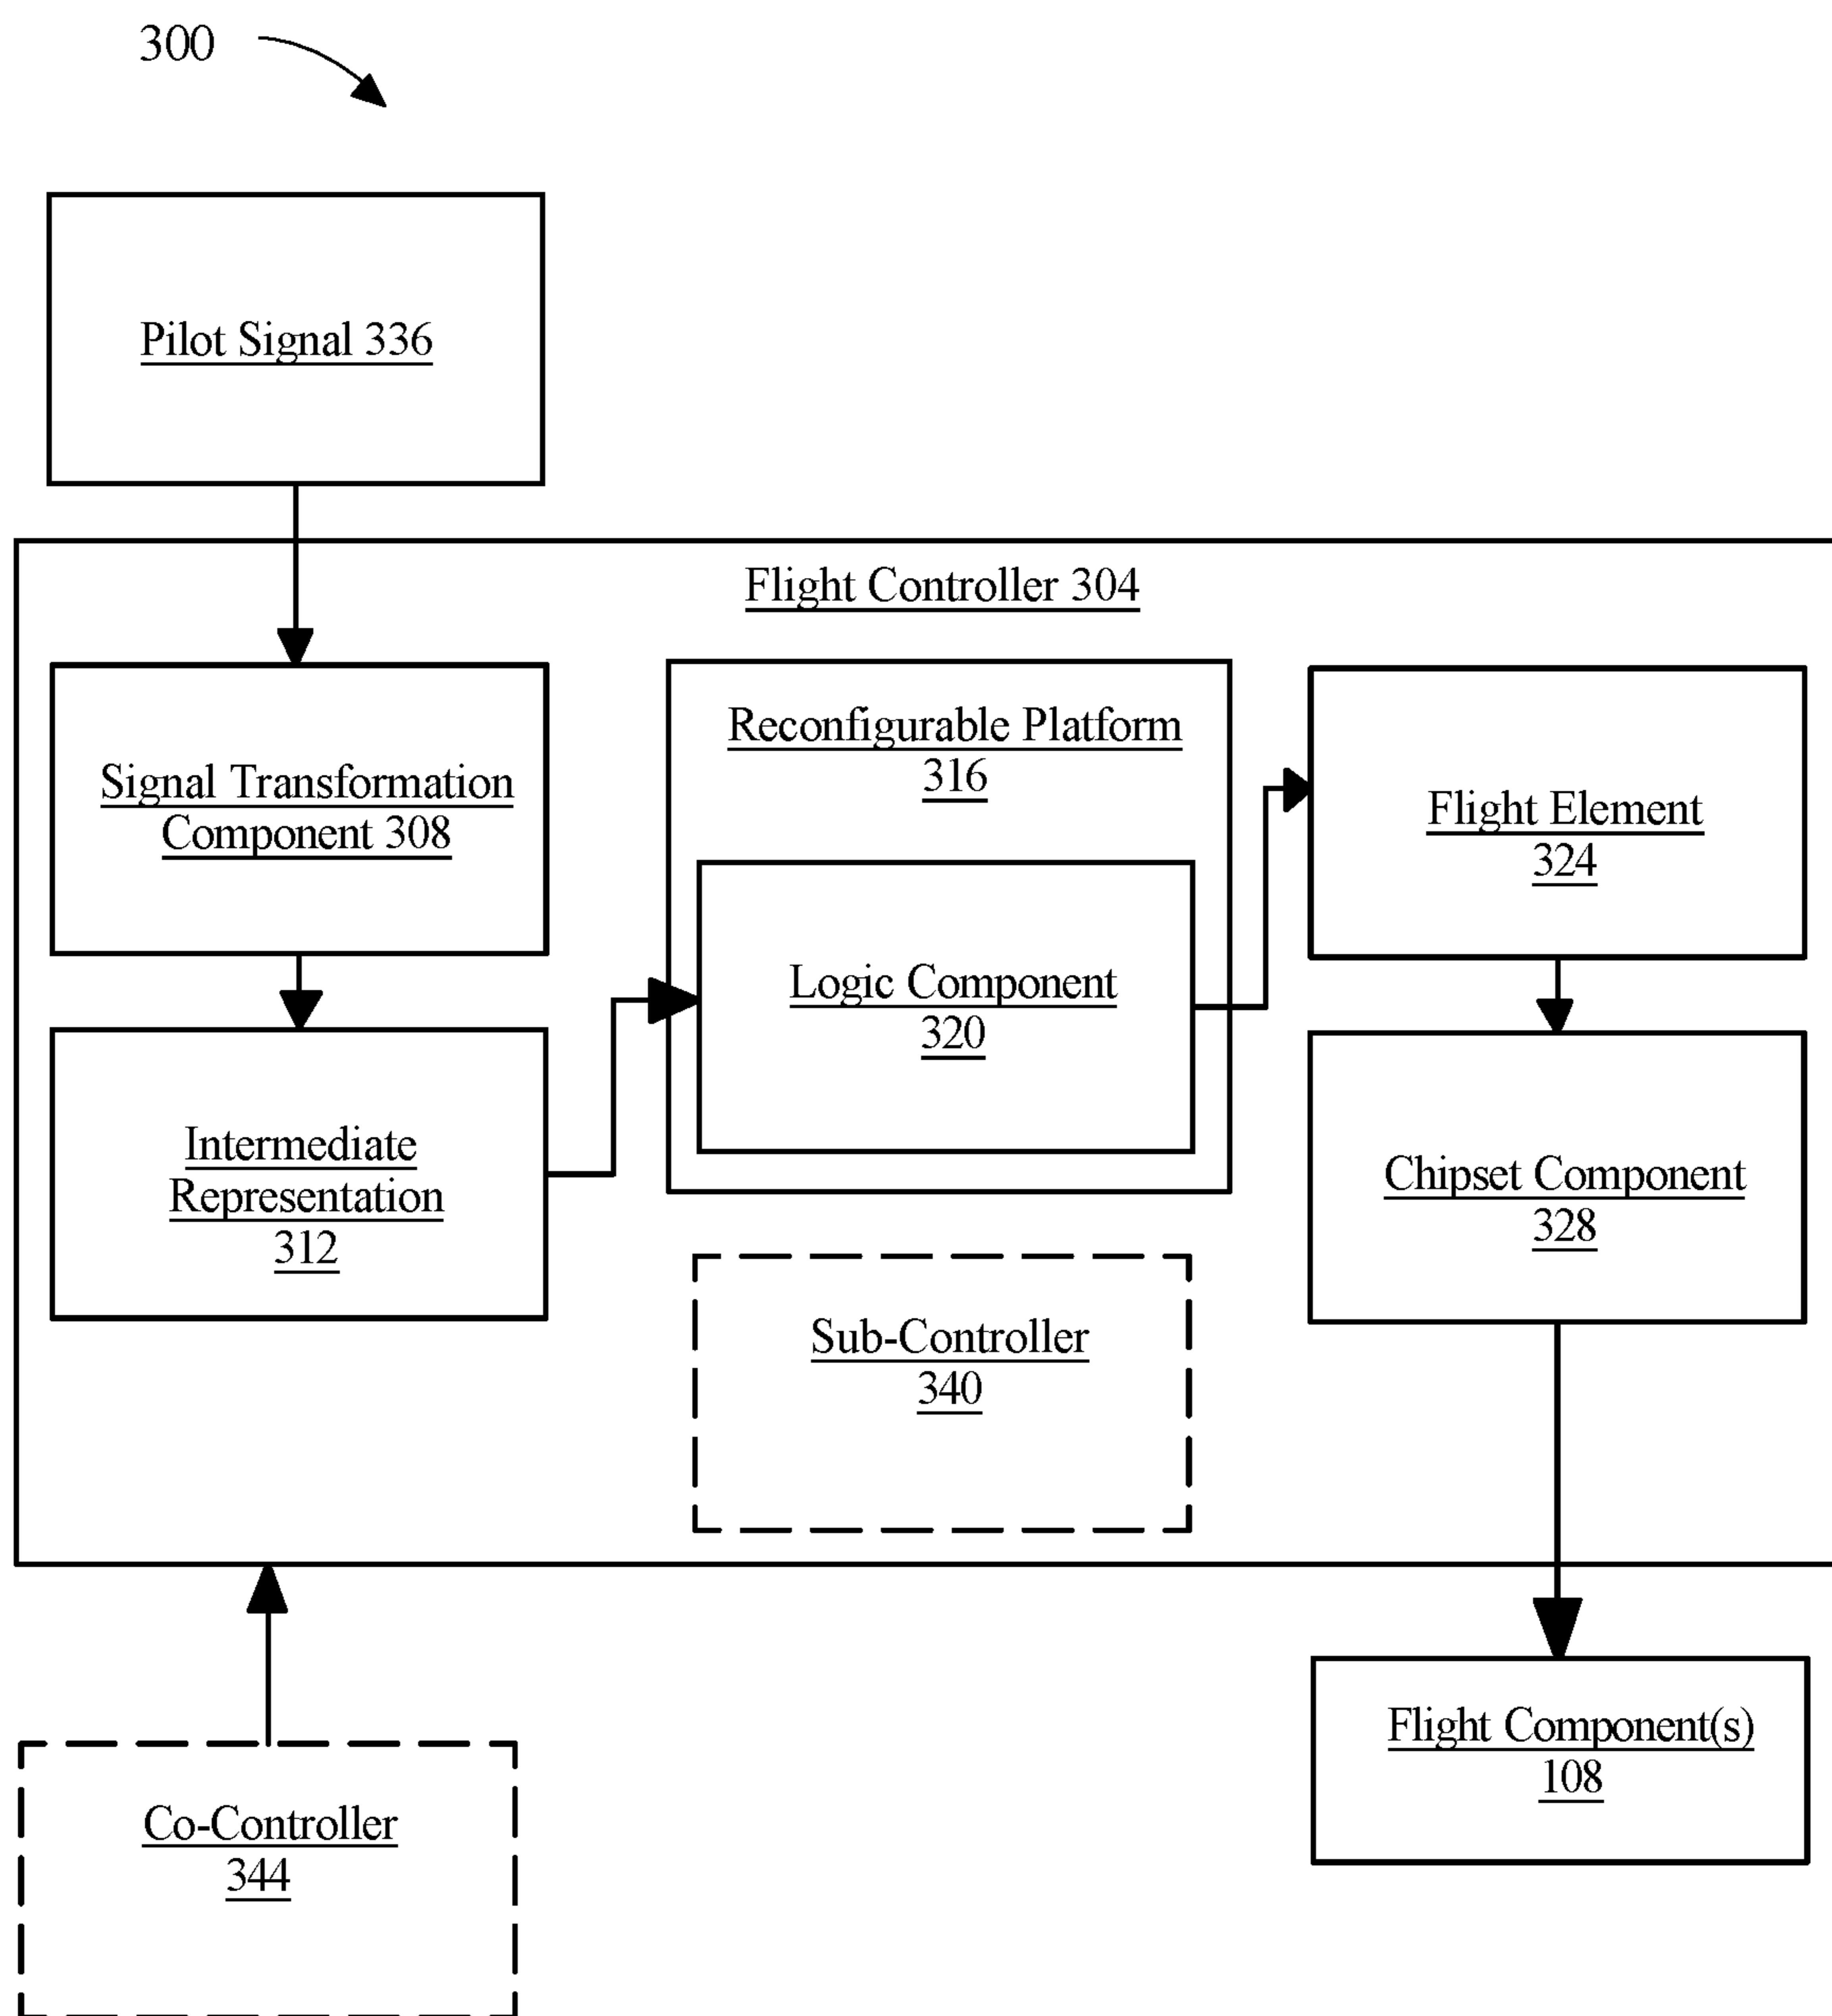 300
Pilot Signal 336
Flight Controller 304
Signal Transformation
Component 308
Intermediate
Representation
312
Reconfigurable Platform
316
Logic Component
320
Sub-Controller
340
Flight Element
324
Chipset Component
328
Co-Controller
344
Flight Component(s)
108